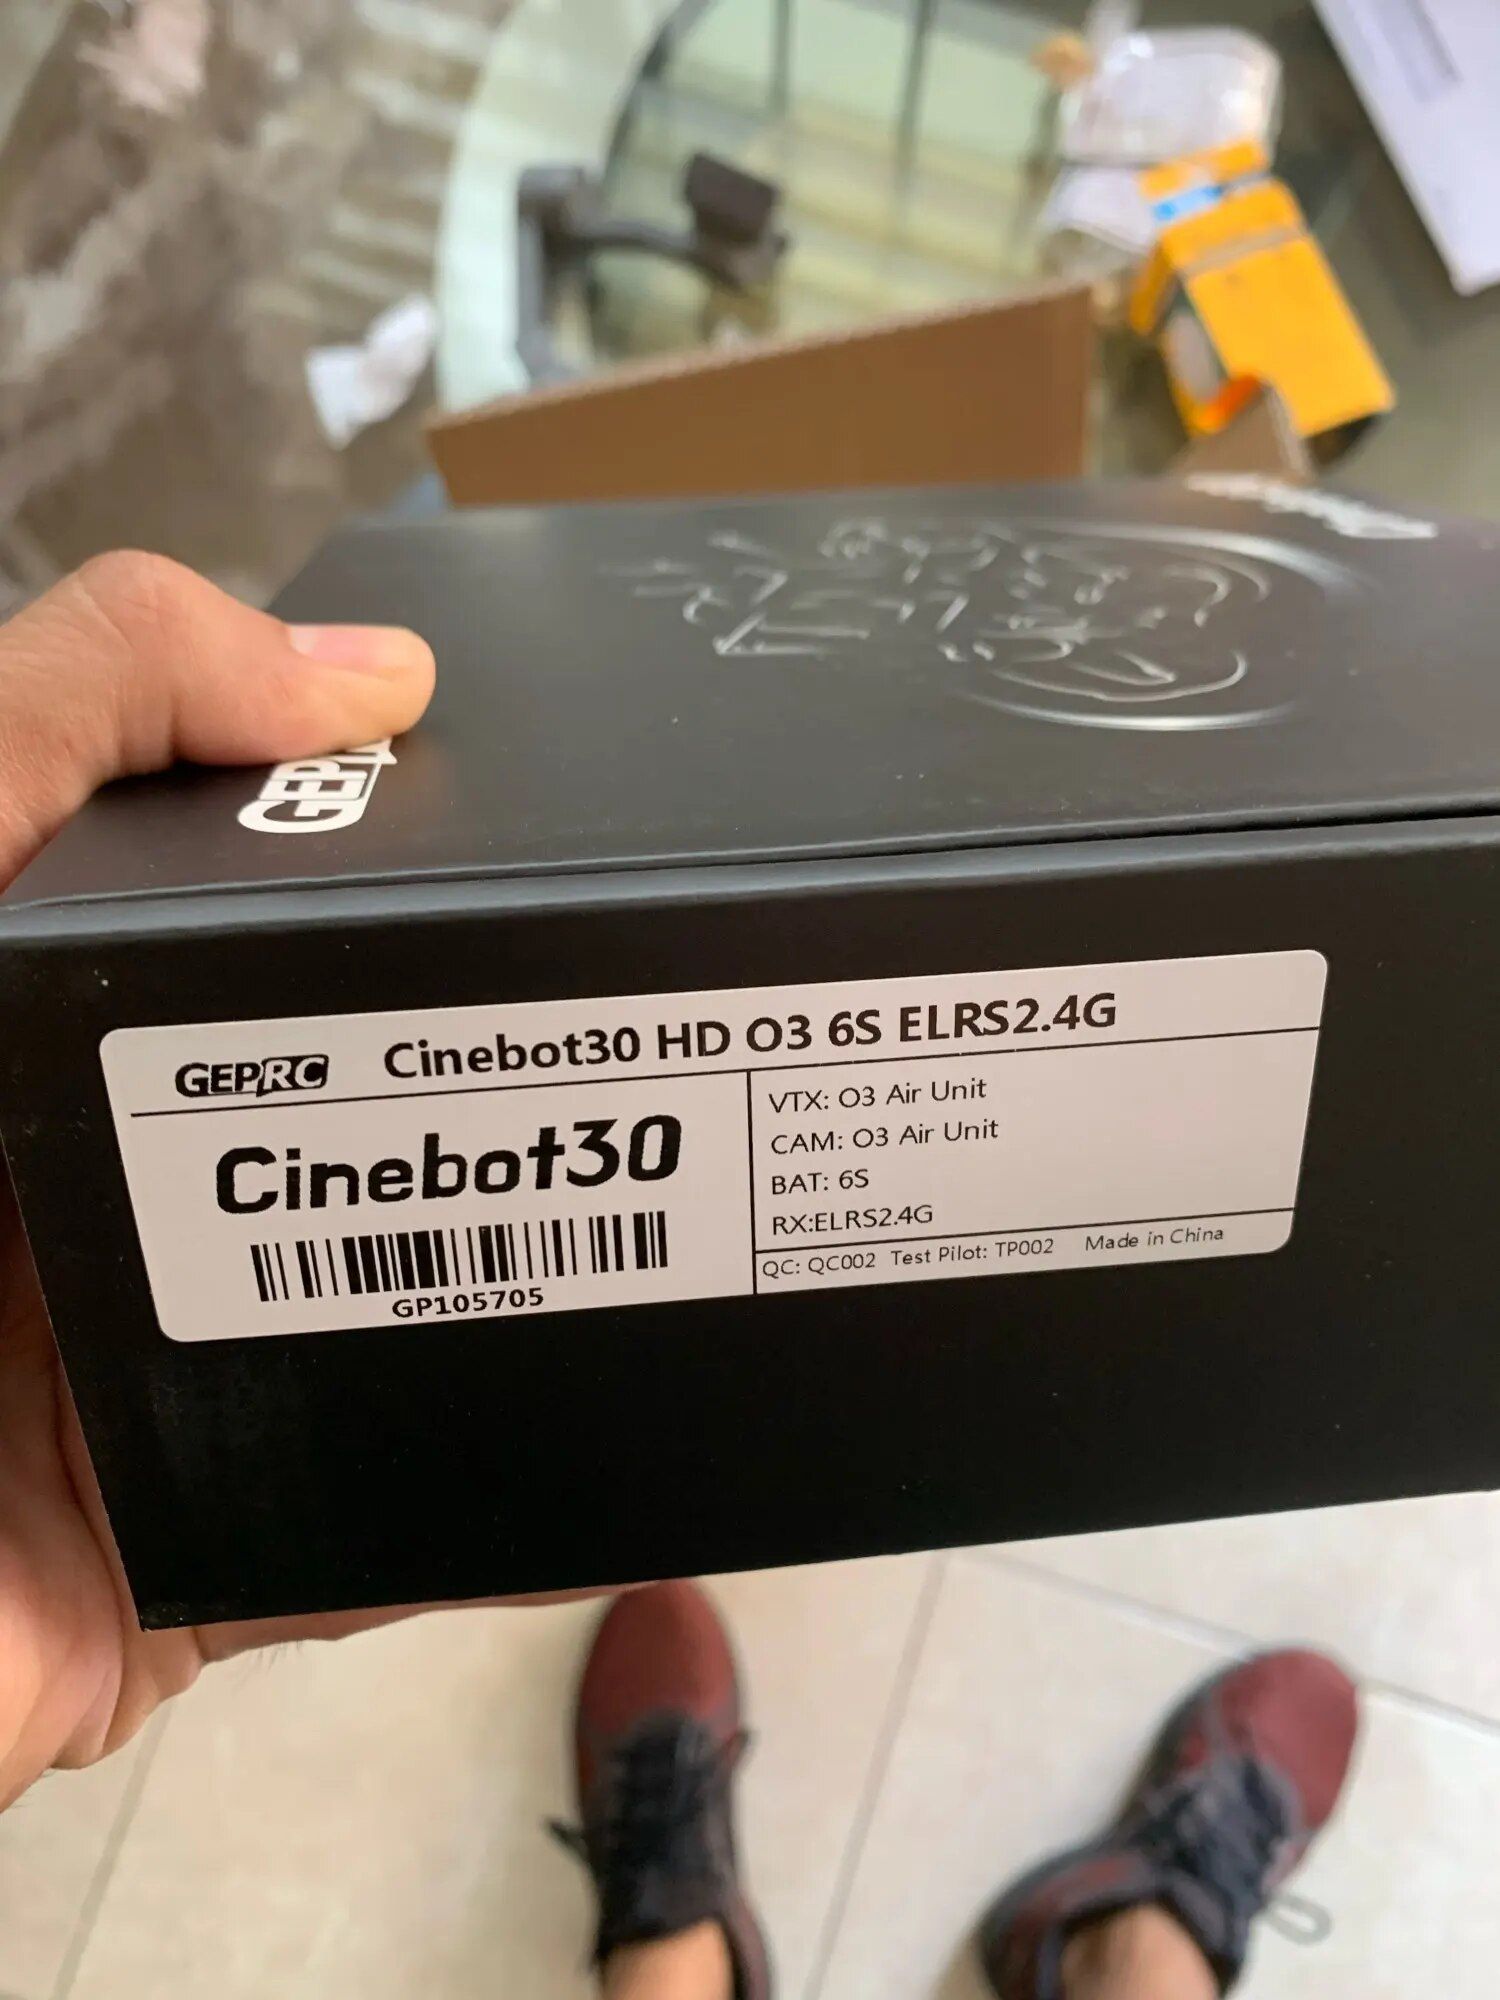 GEPRC
GEPRC Cinebot30 HD O3 6S ELRS2.4G
Cinebot30
GP105705
VTX: O3 Air Unit
CAM: O3 Air Unit
BAT: 6S
RX:ELRS2.4G
QC: QC002 Test Pilot: TP002 Made in China